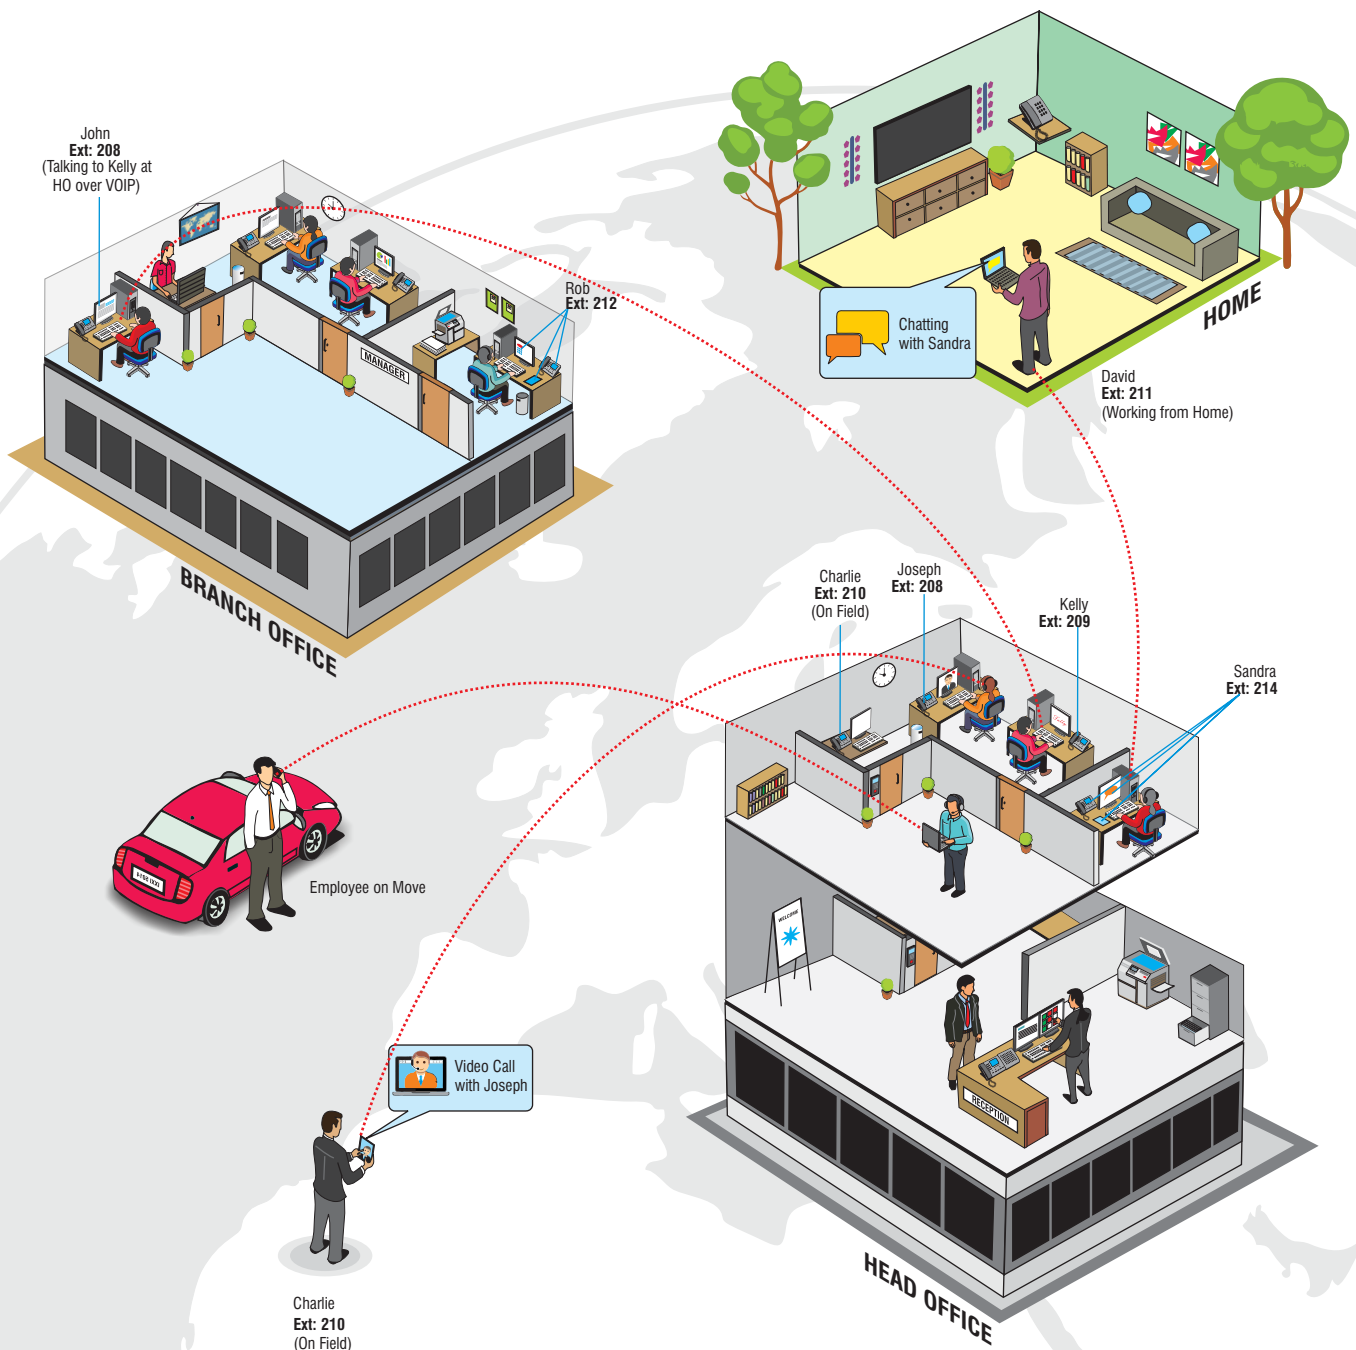 John
Ext: 208
(Talking to Kelly at
HO over VOIP)
Rob
Ext: 212
MANAGER
BRANCH OFFICE
Chatting
with Sandra
HOME
David
Ext: 211
(Working from Home)
Charlie
Ext: 210
(On Field)
Joseph
Ext: 208
Kelly
Ext: 209
Sandra
Ext: 214
Employee on Move
WELCOME
RECEPTION
HEAD OFFICE
Video Call
with Joseph
Charlie
Ext: 210
(On Field)